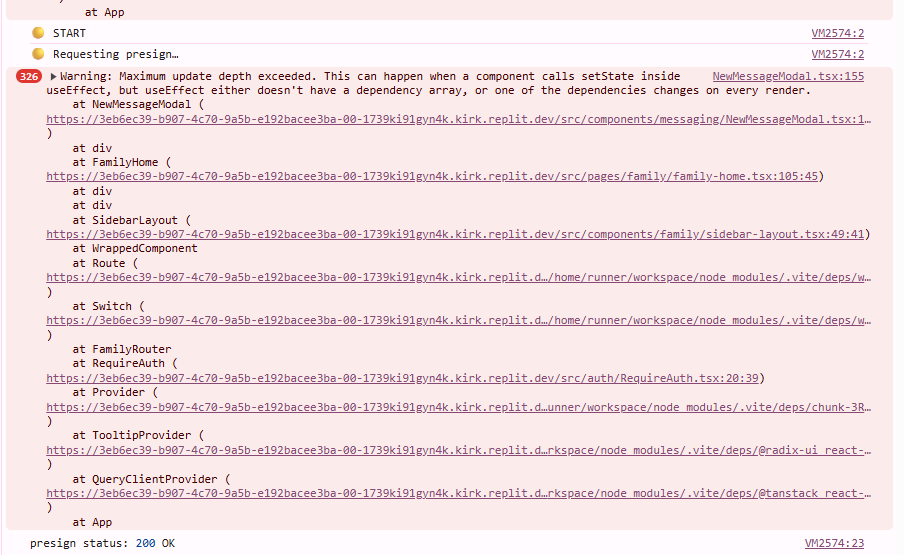 at App
START VM2574:2
Requesting presign… VM2574:2
326 Warning: Maximum update depth exceeded. This can happen when a component calls setState inside NewMessageModal.tsx:155
useEffect, but useEffect either doesn't have a dependency array, or one of the dependencies changes on every render.
at NewMessageModal (
https://3eb6ec39-b907-4c70-9a5b-e192bacee3ba-00-1739ki91gyn4k.kirk.replit.dev/src/components/messaging/NewMessageModal.tsx:1…
)
at div
at FamilyHome (
https://3eb6ec39-b907-4c70-9a5b-e192bacee3ba-00-1739ki91gyn4k.kirk.replit.dev/src/pages/family/family-home.tsx:105:45)
at div
at div
at SidebarLayout (
https://3eb6ec39-b907-4c70-9a5b-e192bacee3ba-00-1739ki91gyn4k.kirk.replit.dev/src/components/family/sidebar-layout.tsx:49:41)
at WrappedComponent
at Route (
https://3eb6ec39-b907-4c70-9a5b-e192bacee3ba-00-1739ki91gyn4k.kirk.replit.d…/home/runner/workspace/node_modules/.vite/deps/w…
)
at Switch (
https://3eb6ec39-b907-4c70-9a5b-e192bacee3ba-00-1739ki91gyn4k.kirk.replit.d…/home/runner/workspace/node_modules/.vite/deps/w…
)
at FamilyRouter
at RequireAuth (
https://3eb6ec39-b907-4c70-9a5b-e192bacee3ba-00-1739ki91gyn4k.kirk.replit.dev/src/auth/RequireAuth.tsx:20:39)
at Provider (
https://3eb6ec39-b907-4c70-9a5b-e192bacee3ba-00-1739ki91gyn4k.kirk.replit.d…unner/workspace/node_modules/.vite/deps/chunk-3R…
)
at TooltipProvider (
https://3eb6ec39-b907-4c70-9a5b-e192bacee3ba-00-1739ki91gyn4k.kirk.replit.d…rkspace/node_modules/.vite/deps/@radix-ui_react-…
)
at QueryClientProvider (
https://3eb6ec39-b907-4c70-9a5b-e192bacee3ba-00-1739ki91gyn4k.kirk.replit.d…rkspace/node_modules/.vite/deps/@tanstack_react-…
)
at App
presign status: 200 OK VM2574:23